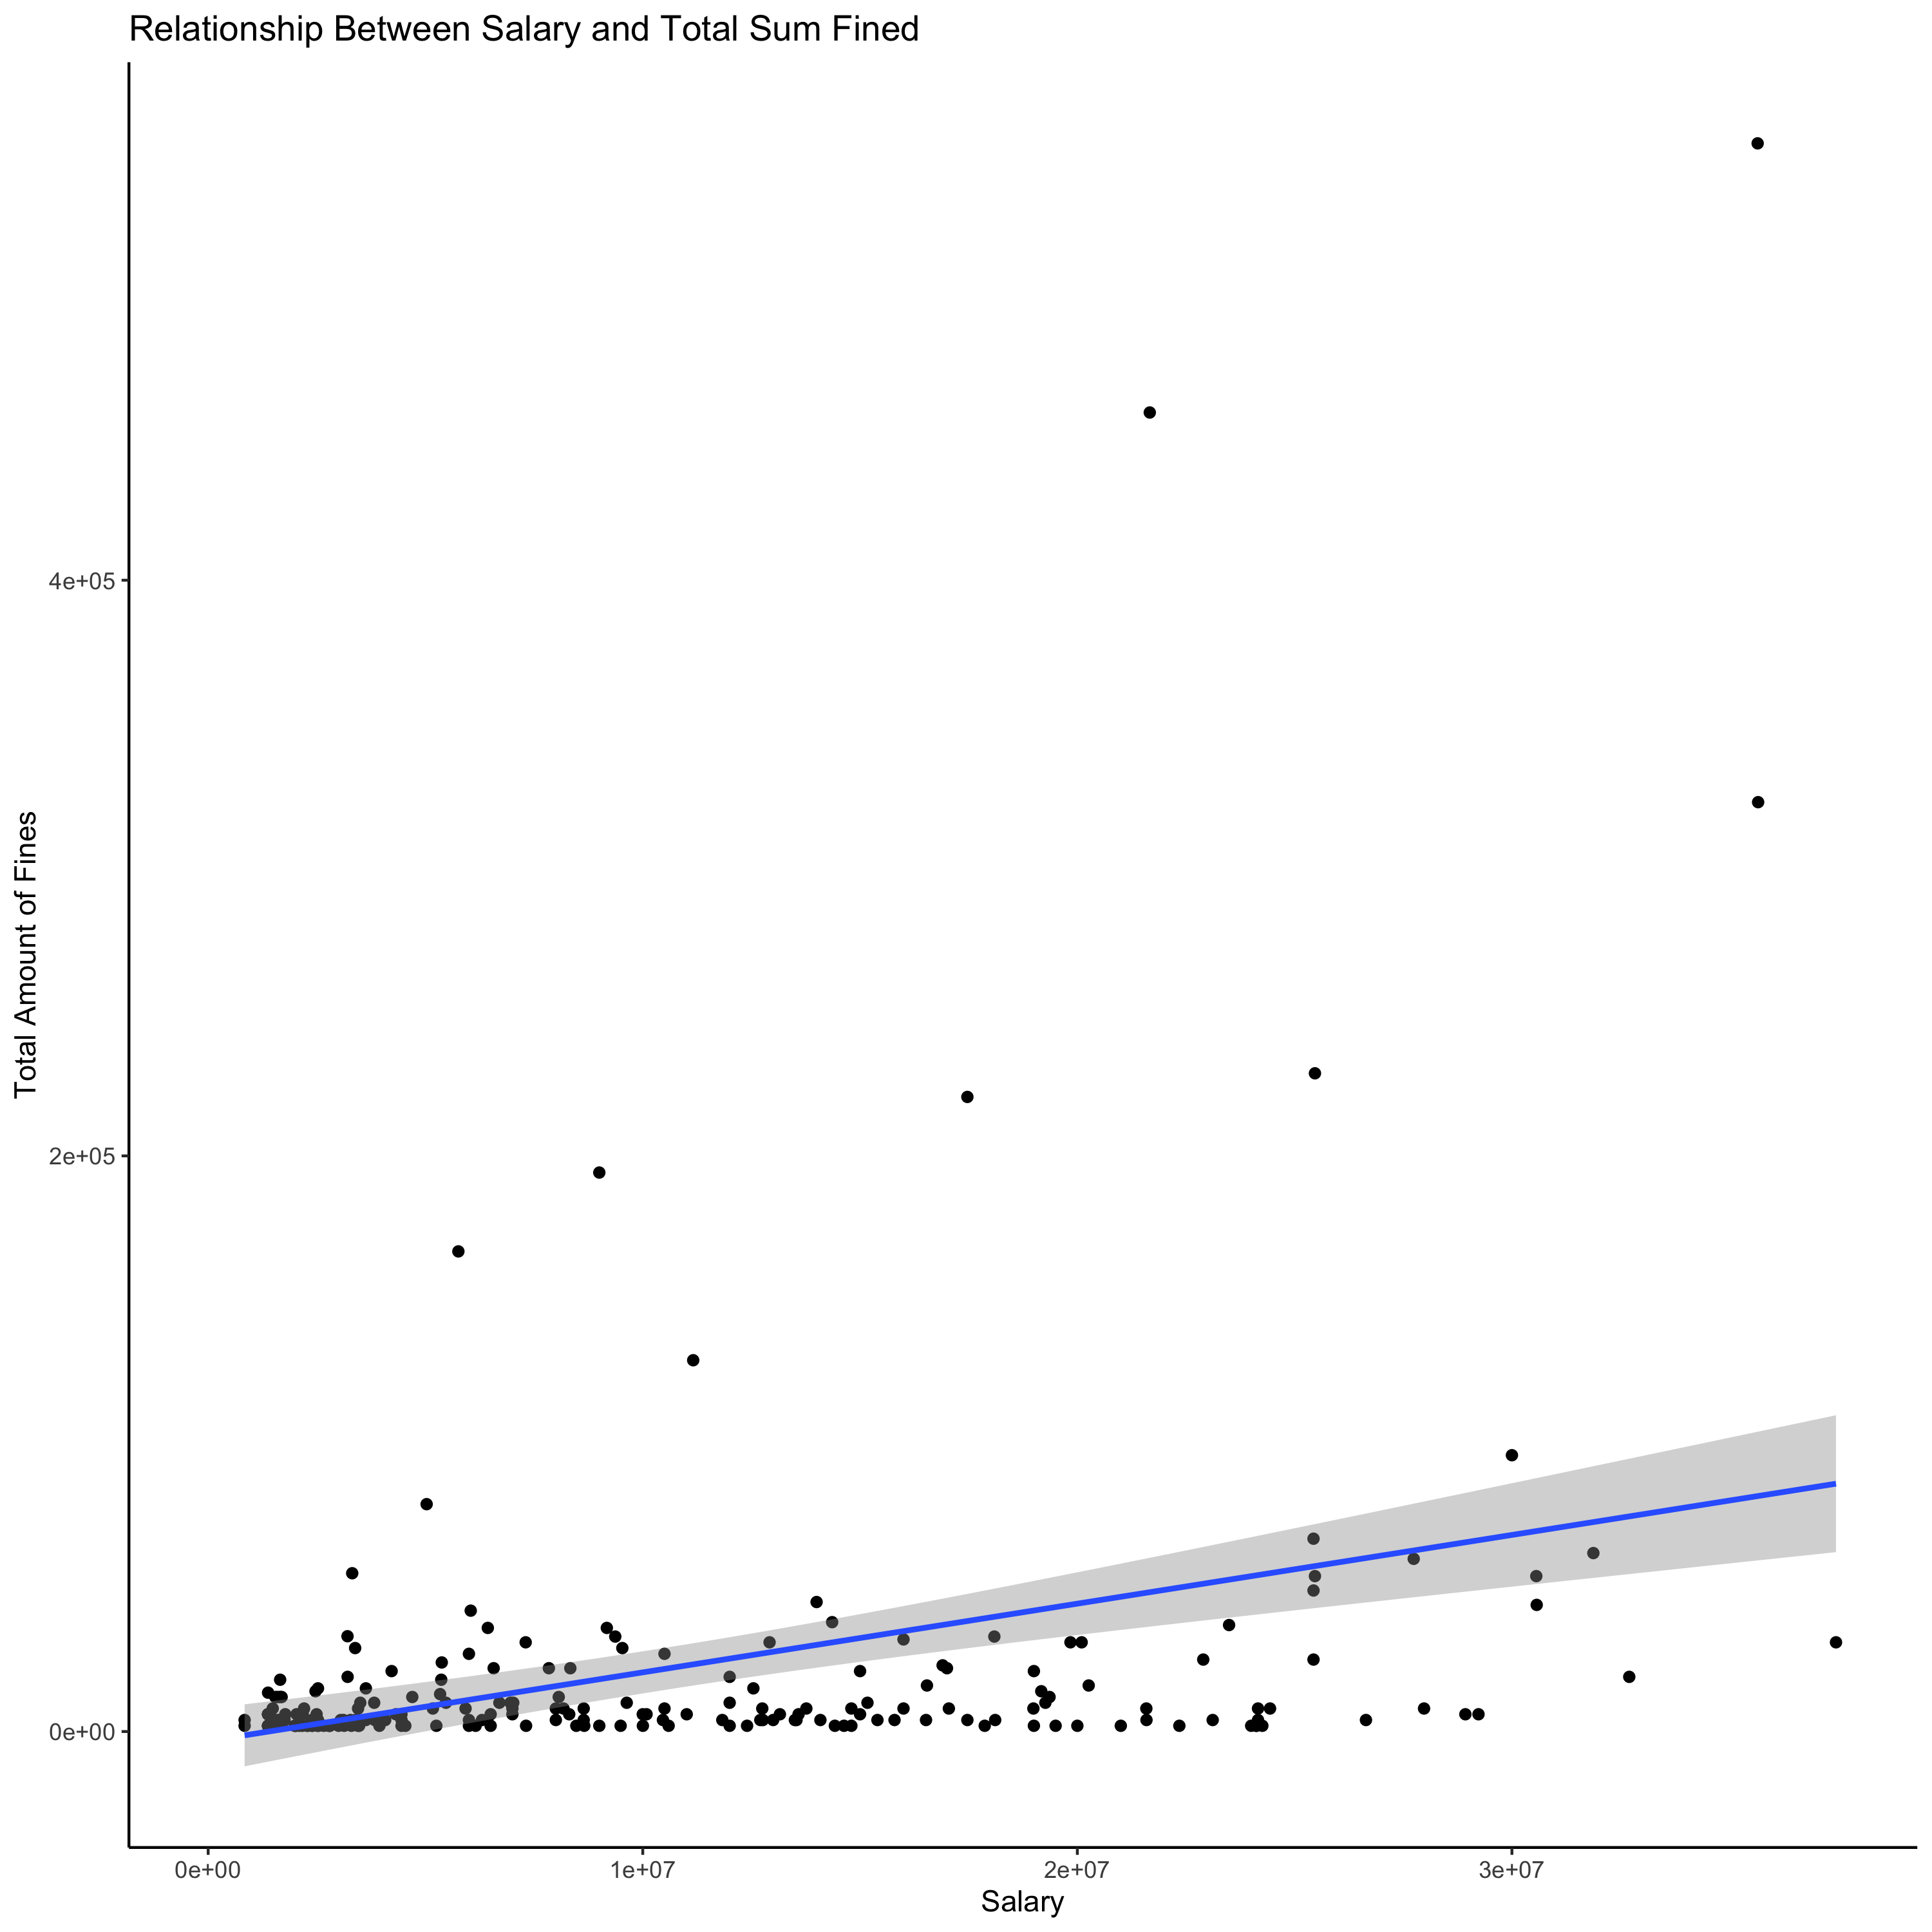 Relationship Between Salary and Total Sum Fined
Total Amount of Fines
4e+05
2e+05
0e+00
0e+00 1e+07 2e+07 3e+07
Salary